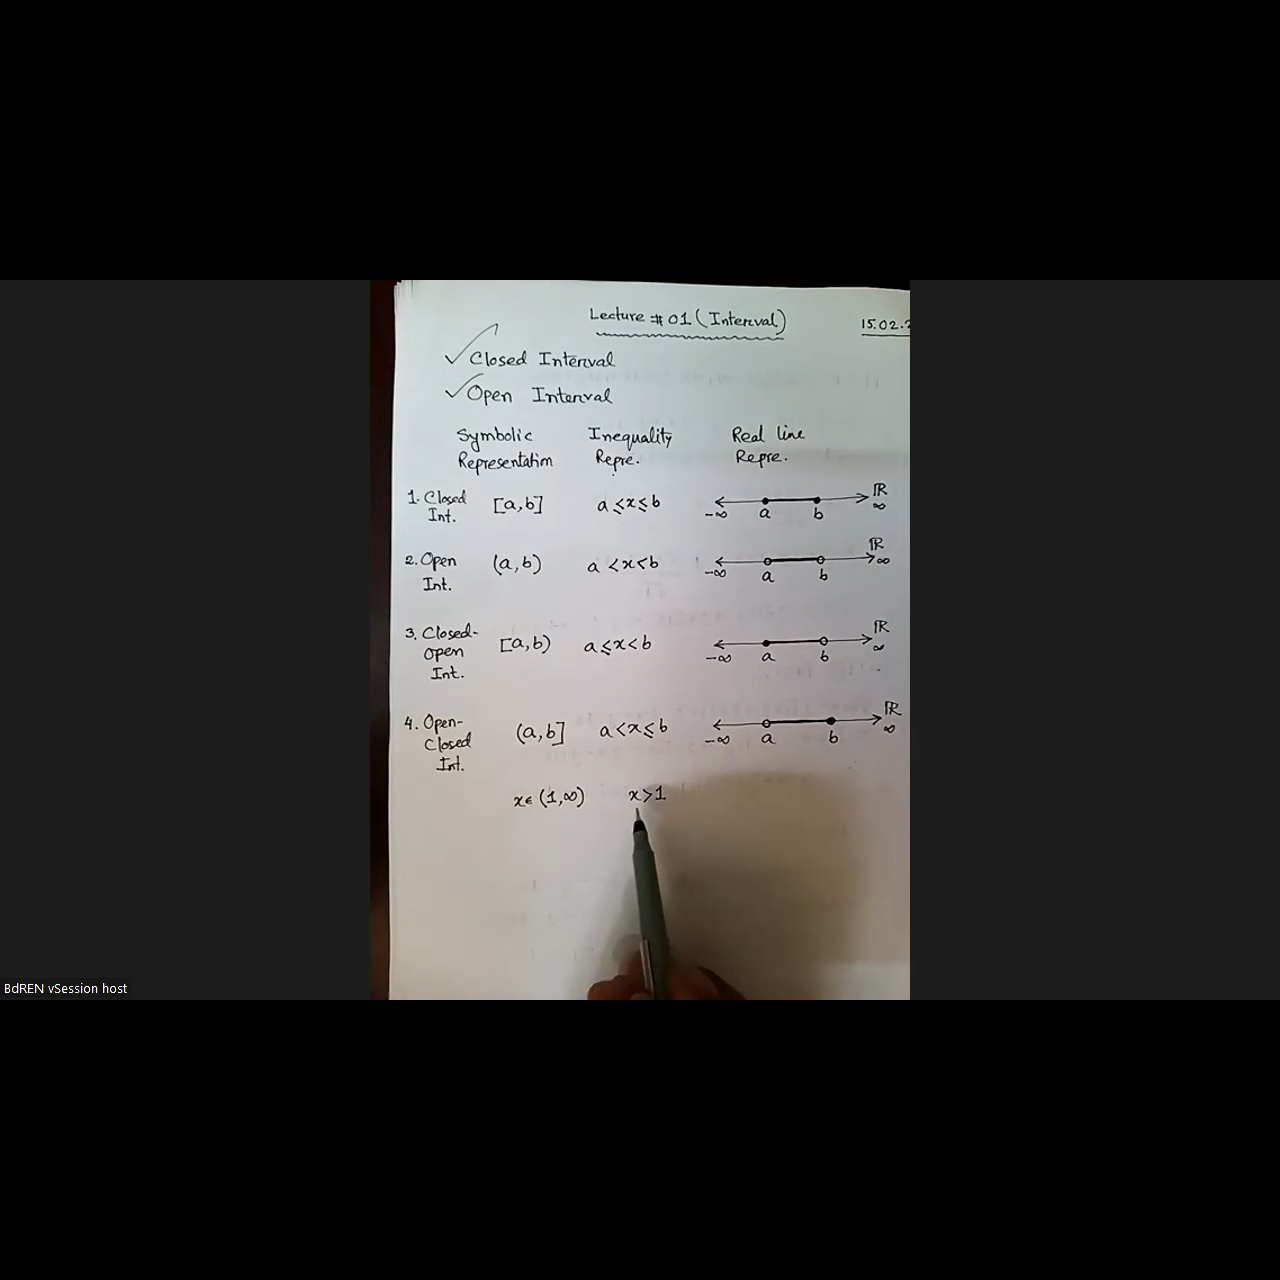 Lecture # 01 (Interval)
15.02.
✓ Closed Interval
✓ Open Interval
Symbolic Representation
Inequality Repre.
Real line Repre.
1. Closed Int. [a,b] a ≤ x ≤ b -∞ a b ℝ ∞
2. Open Int. (a,b) a < x < b -∞ a b ℝ ∞
3. Closed-open Int. [a,b) a ≤ x < b -∞ a b ℝ ∞
4. Open-Closed Int. (a,b] a < x ≤ b -∞ a b ℝ ∞
x ∈ (1,∞) x > 1
BdREN vSession host